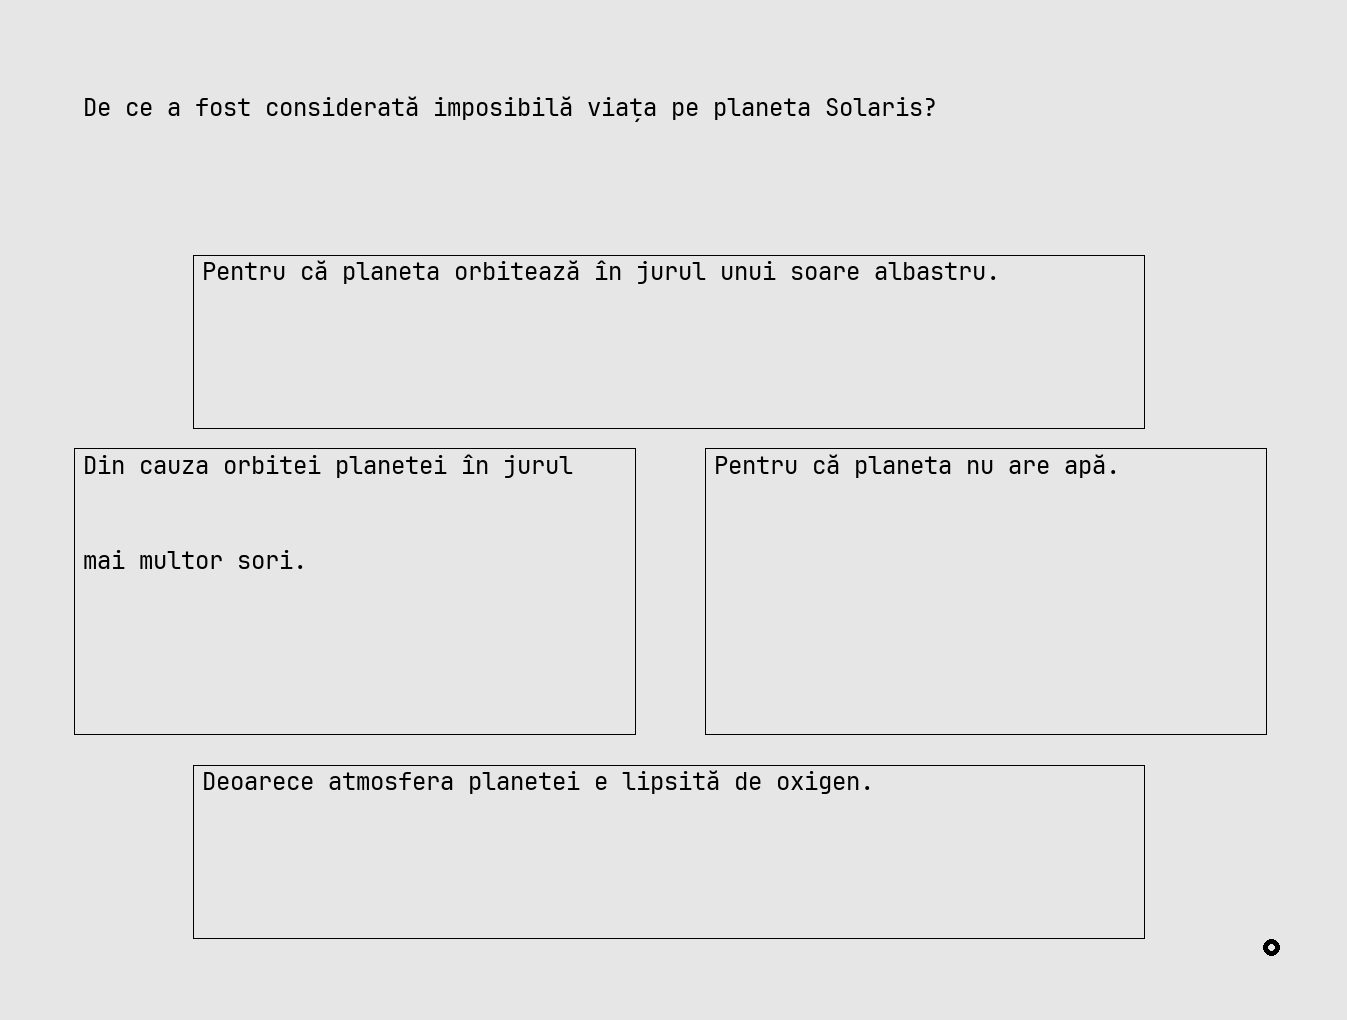 De ce a fost considerată imposibilă viața pe planeta Solaris?
Pentru că planeta orbitează în jurul unui soare albastru.
Din cauza orbitei planetei în jurul
mai multor sori.
Pentru că planeta nu are apă.
Deoarece atmosfera planetei e lipsită de oxigen.